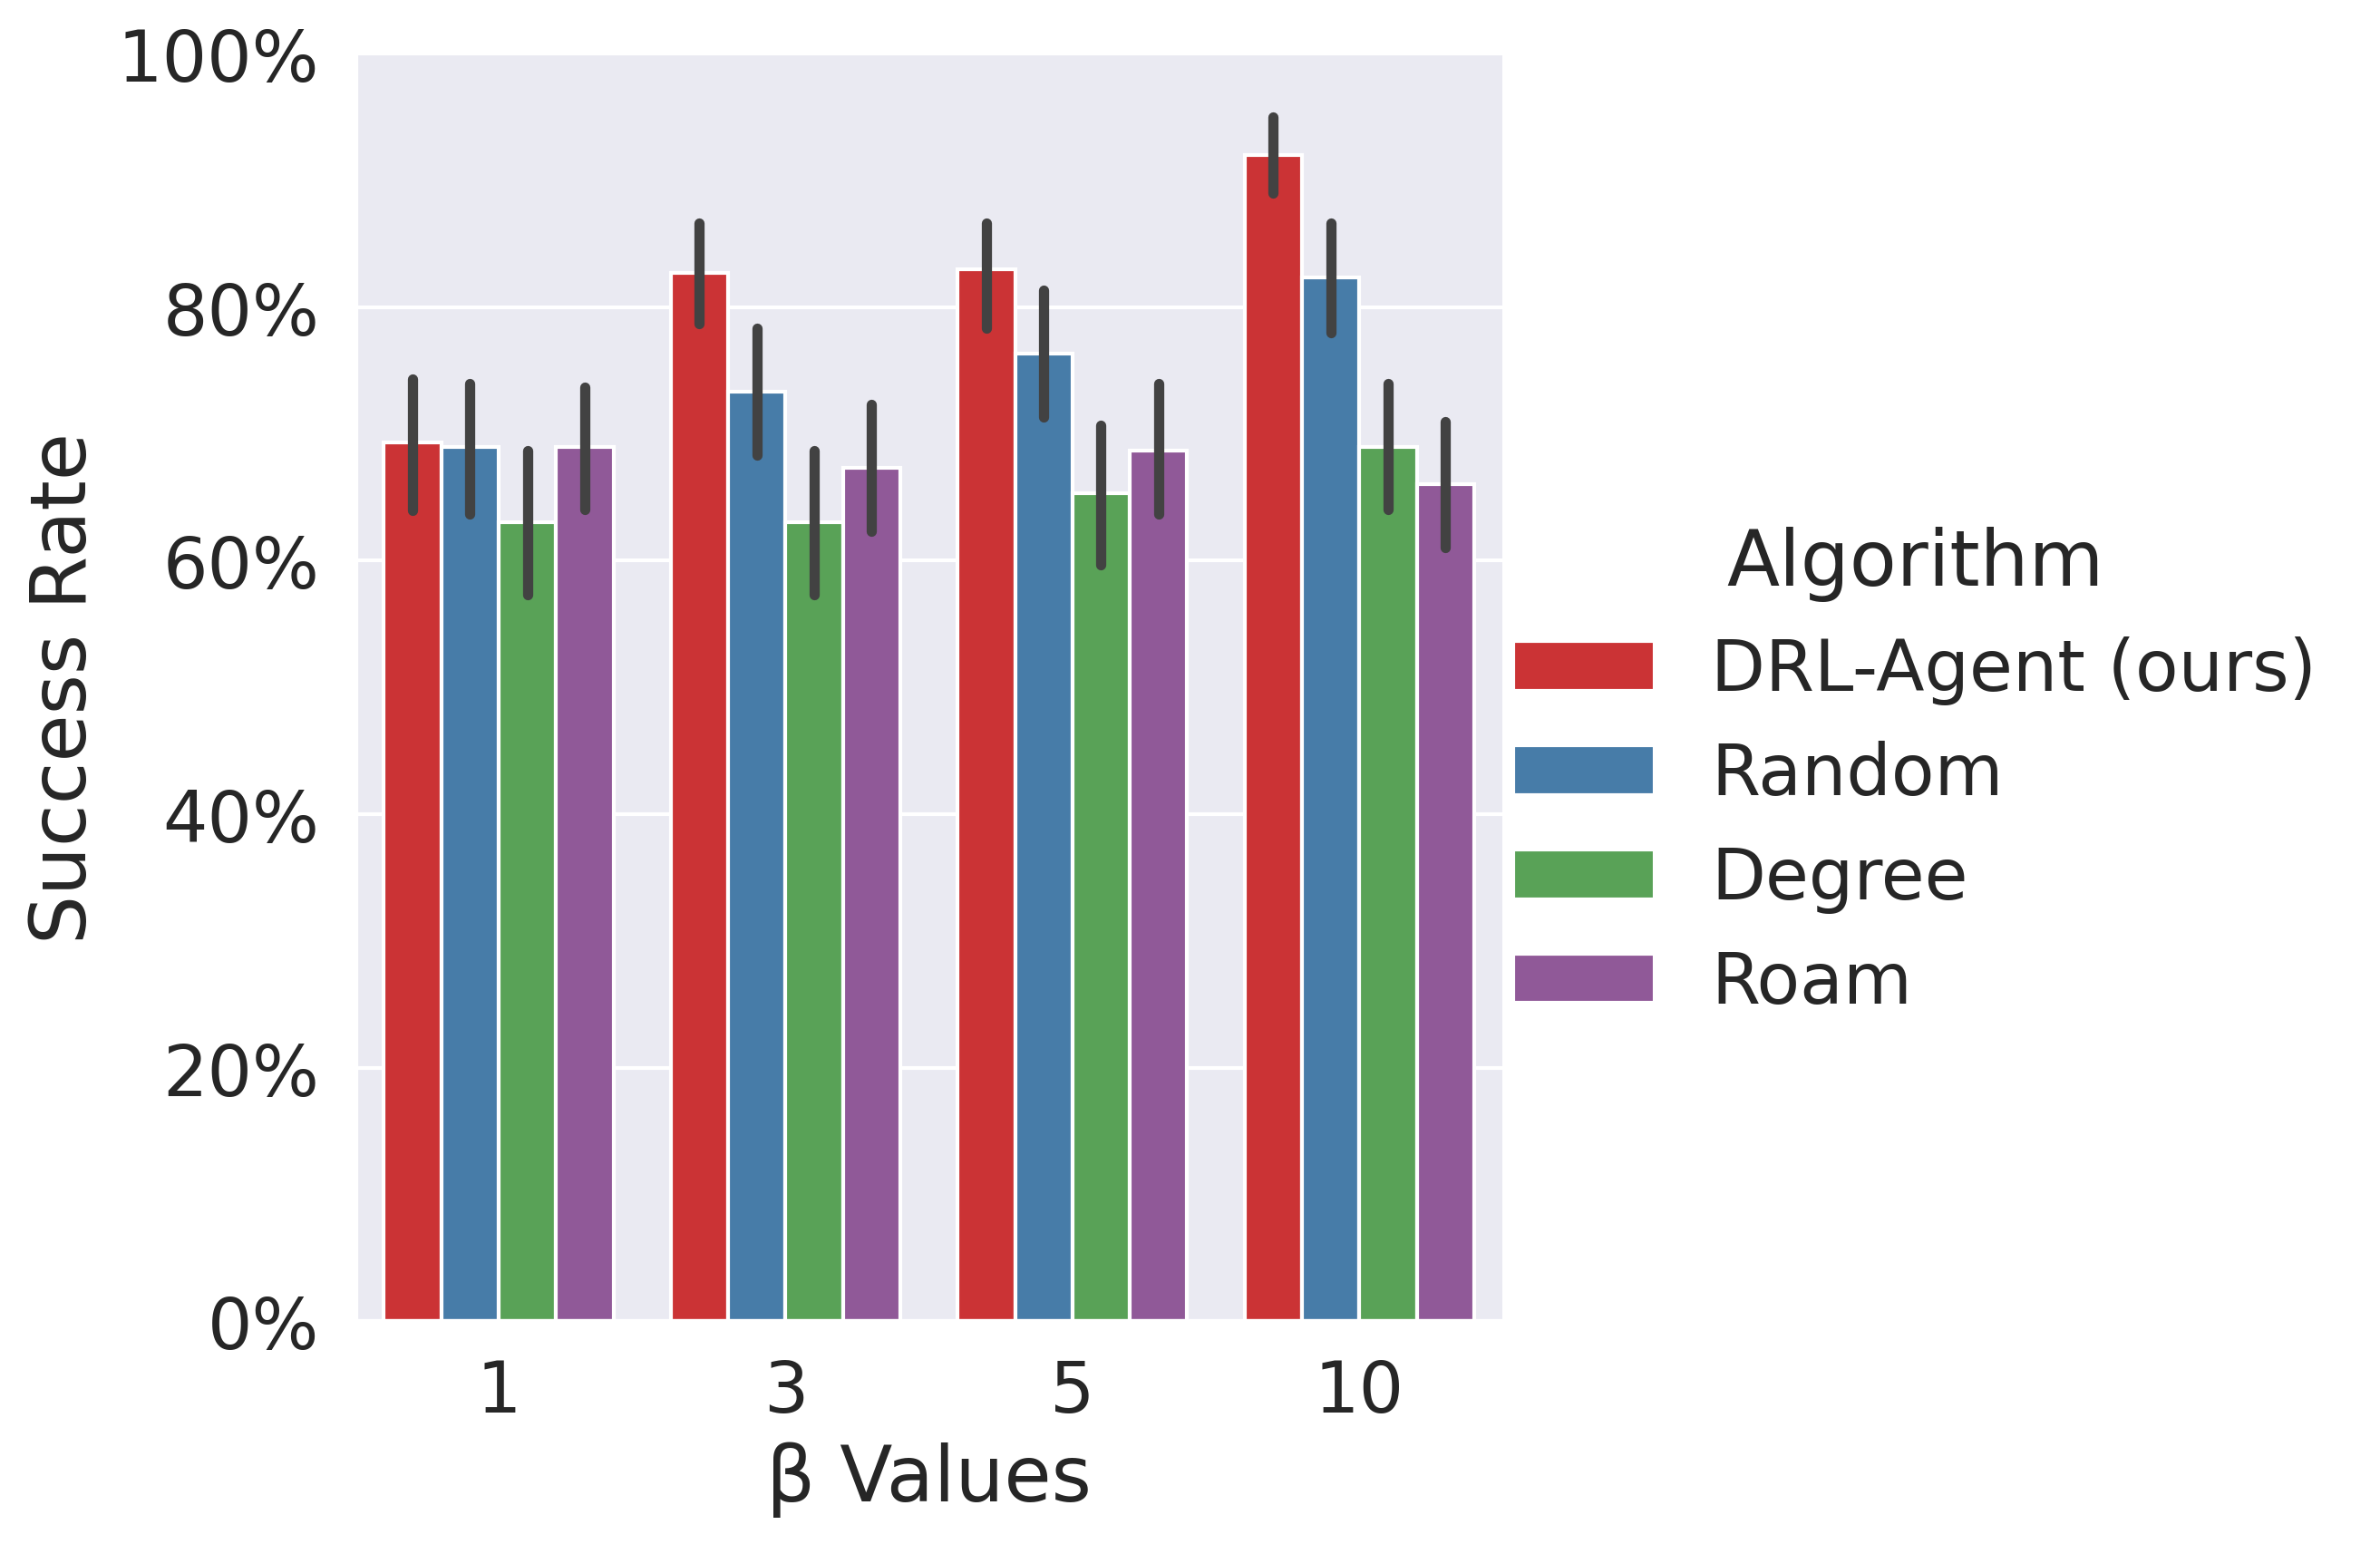 100%
80%
60%
40%
20%
0%
Success Rate
1 3 5 10
β Values
Algorithm
DRL-Agent (ours)
Random
Degree
Roam